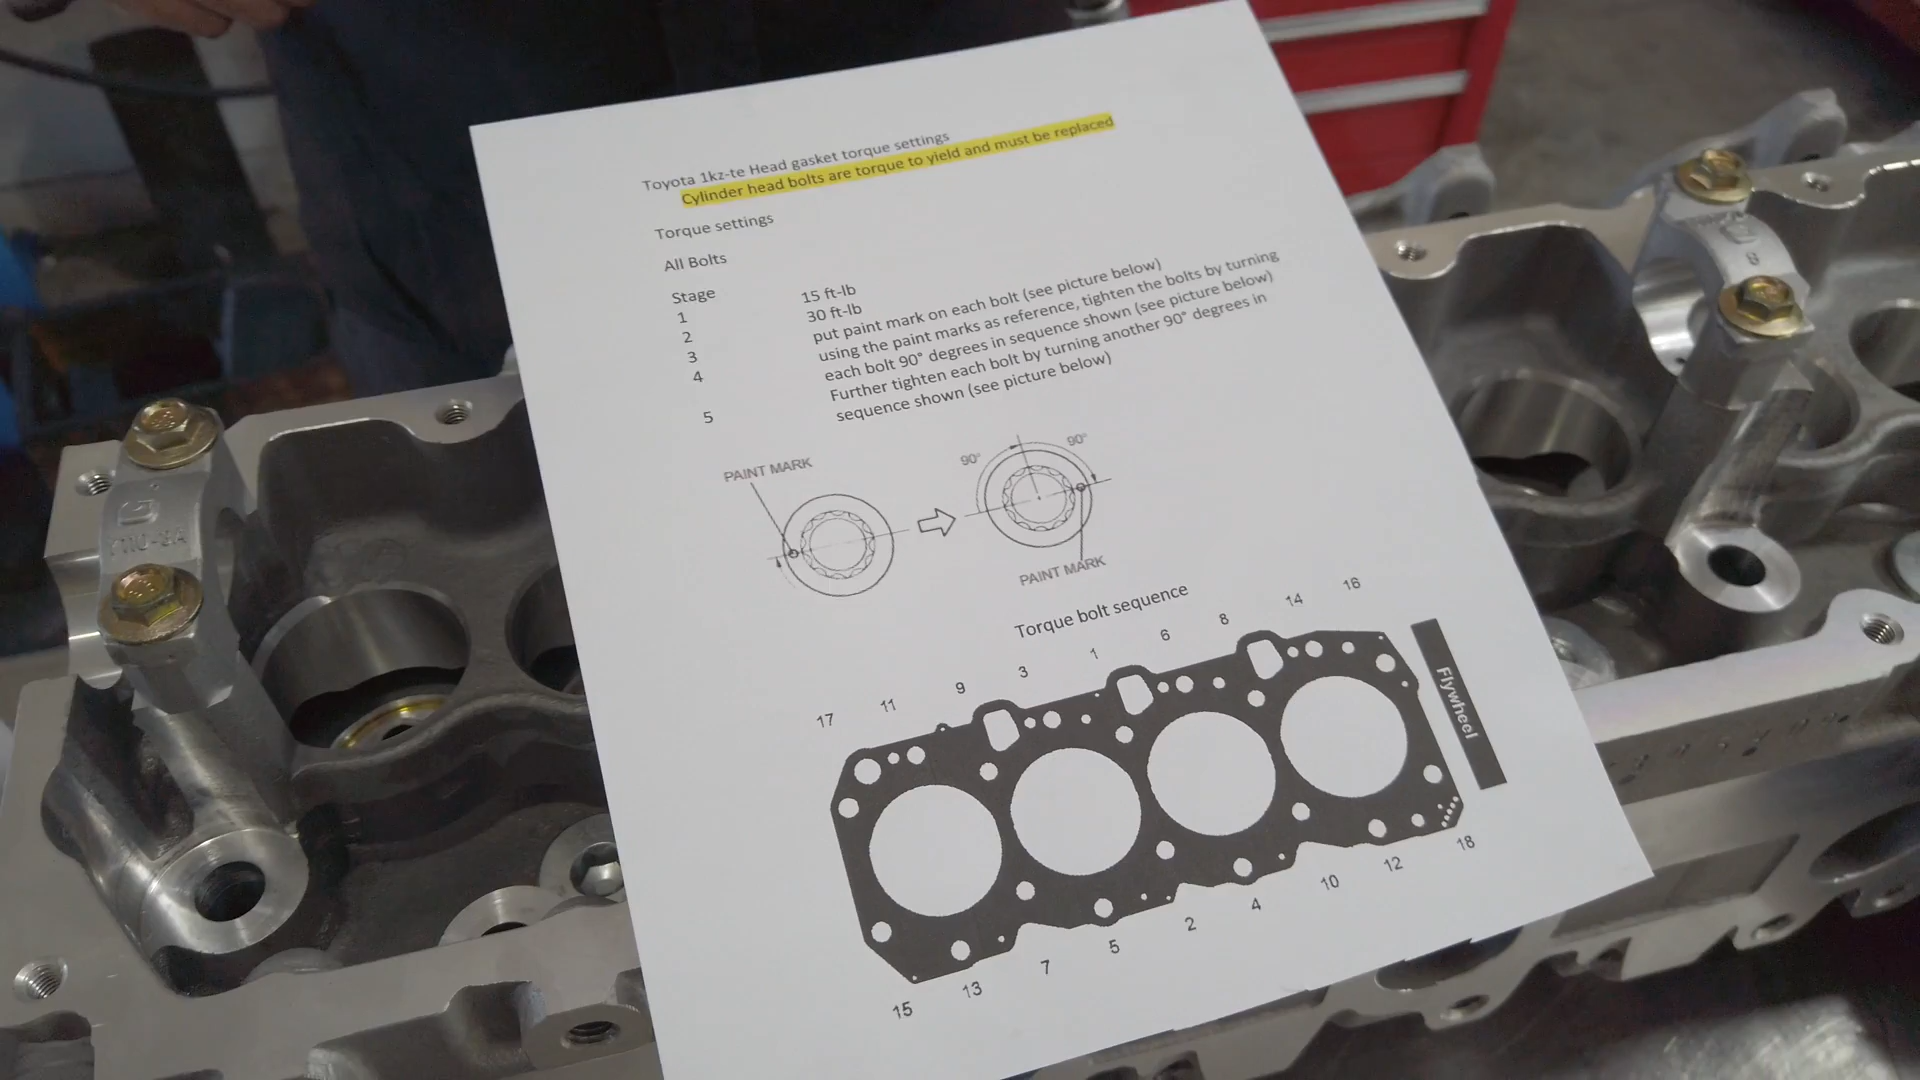 Toyota 1kz-te Head gasket torque settings
Cylinder head bolts are torque to yield and must be replaced
Torque settings
All Bolts
Stage
1 15 ft-lb
2 30 ft-lb
3 put paint mark on each bolt (see picture below)
4 using the paint marks as reference, tighten the bolts by turning
each bolt 90° degrees in sequence shown (see picture below)
5 Further tighten each bolt by turning another 90° degrees in
sequence shown (see picture below)
PAINT MARK
90° 90°
PAINT MARK
Torque bolt sequence
17 11 9 3 1 6 8 14 16
Flywheel
15 13 7 5 2 4 10 12 18